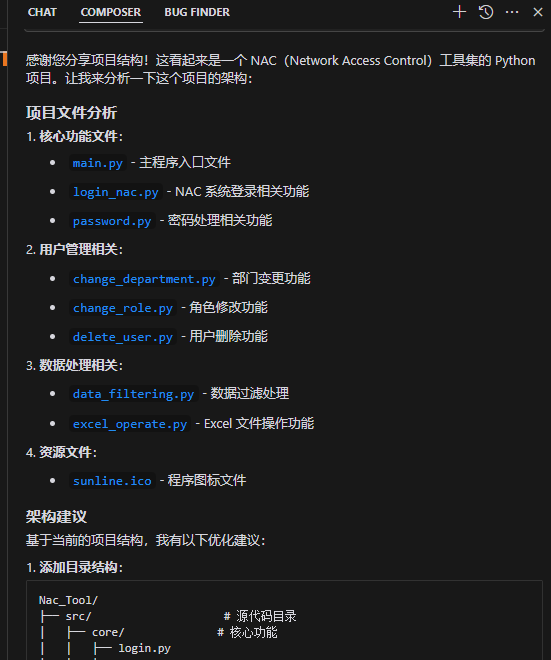 CHAT COMPOSER BUG FINDER
感谢您分享项目结构！这看起来是一个 NAC（Network Access Control）工具集的 Python
项目。让我来分析一下这个项目的架构：
项目文件分析
1. 核心功能文件：
• main.py - 主程序入口文件
• login_nac.py - NAC 系统登录相关功能
• password.py - 密码处理相关功能
2. 用户管理相关：
• change_department.py - 部门变更功能
• change_role.py - 角色修改功能
• delete_user.py - 用户删除功能
3. 数据处理相关：
• data_filtering.py - 数据过滤处理
• excel_operate.py - Excel 文件操作功能
4. 资源文件：
• sunline.ico - 程序图标文件
架构建议
基于当前的项目结构，我有以下优化建议：
1. 添加目录结构：
Nac_Tool/
├── src/ # 源代码目录
│ ├── core/ # 核心功能
│ │ ├── login.py